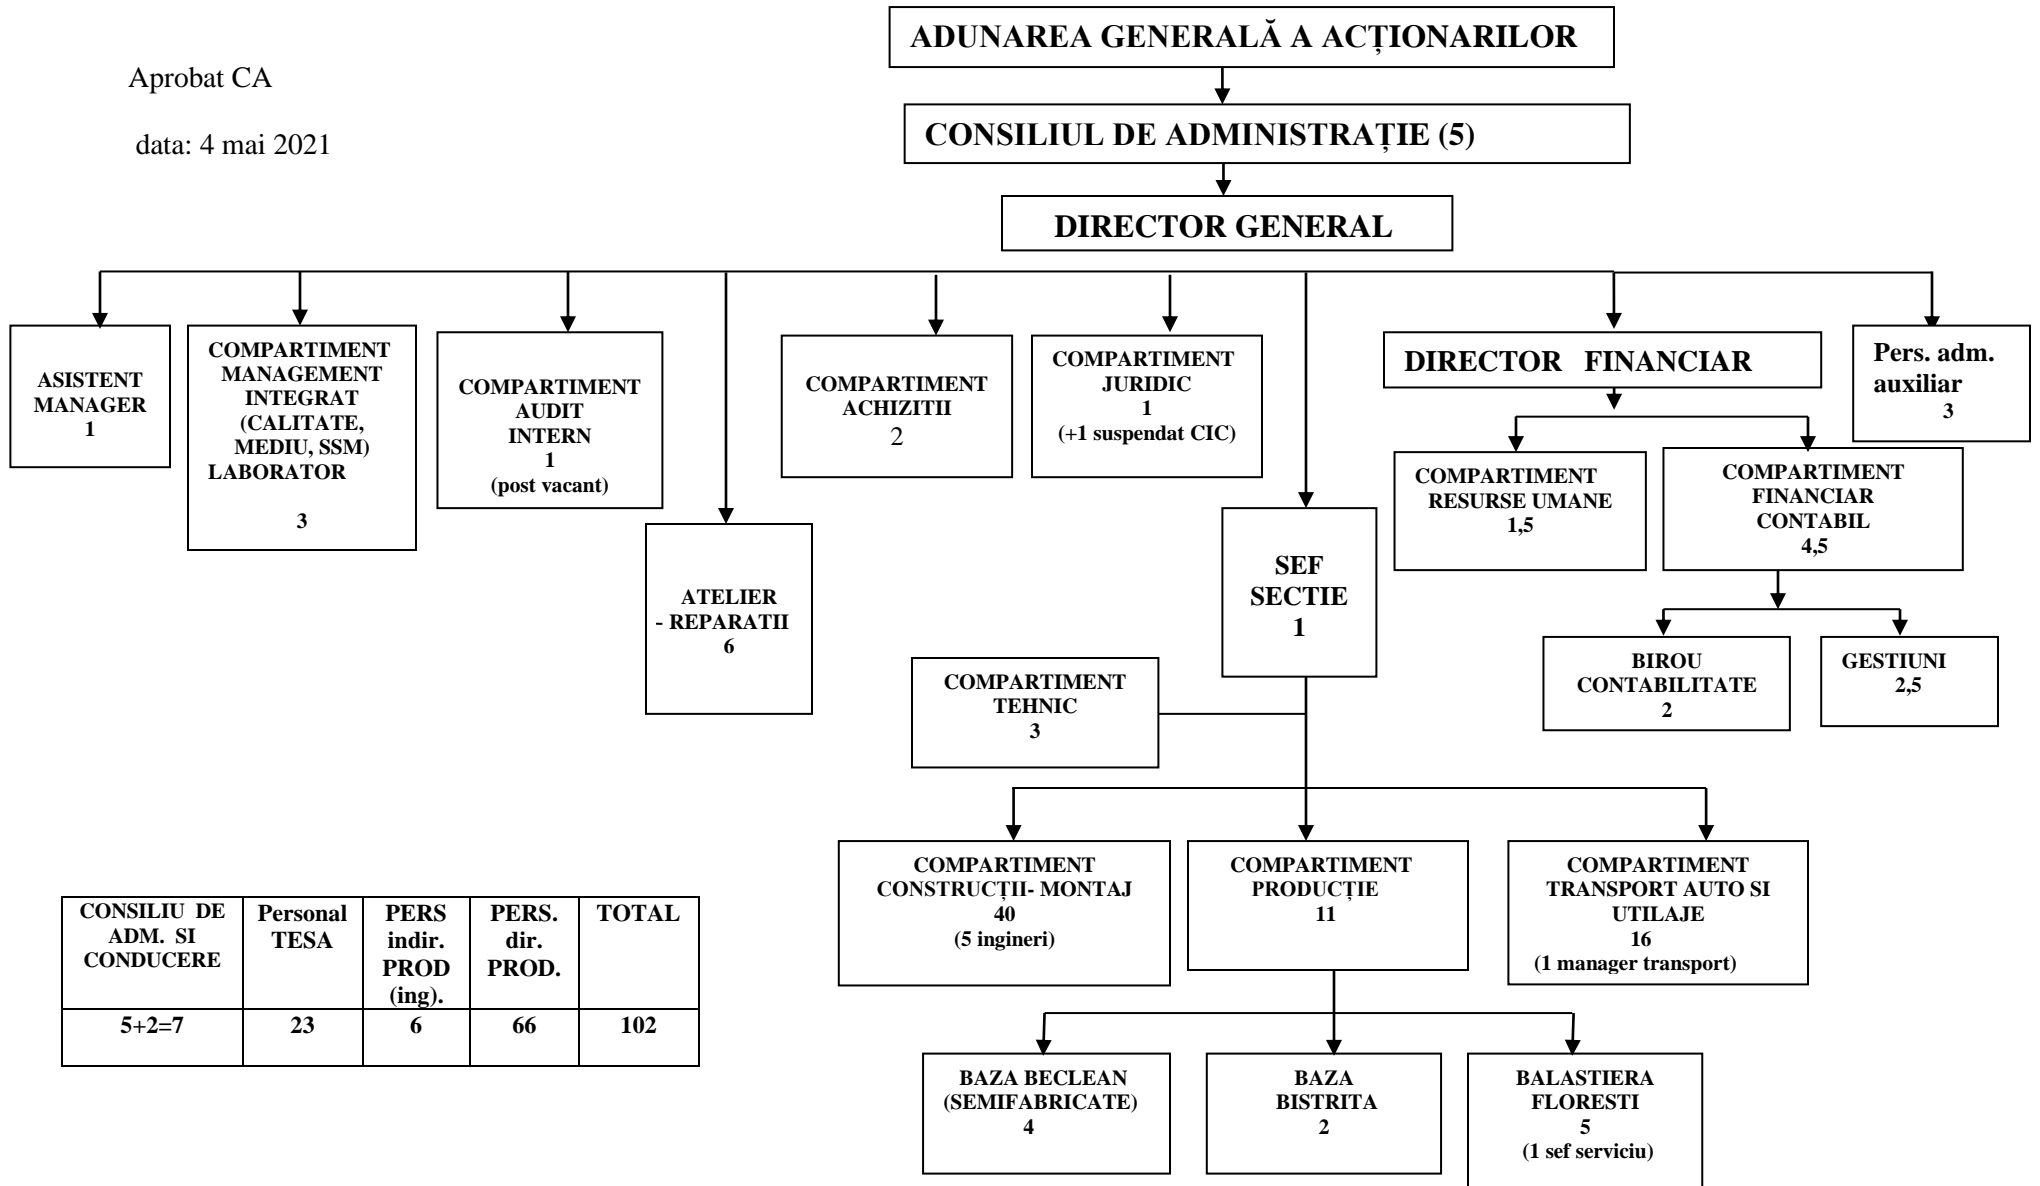 ADUNAREA GENERALĂ A ACȚIONARILOR
Aprobat CA
data: 4 mai 2021
CONSILIUL DE ADMINISTRAȚIE (5)
DIRECTOR GENERAL
ASISTENT
MANAGER
1
COMPARTIMENT
MANAGEMENT
INTEGRAT
(CALITATE,
MEDIU, SSM)
LABORATOR
3
COMPARTIMENT
AUDIT
INTERN
1
(post vacant)
ATELIER
- REPARATII
6
COMPARTIMENT
ACHIZITII
2
COMPARTIMENT
JURIDIC
1
(+1 suspendat CIC)
SEF
SECTIE
1
DIRECTOR FINANCIAR
Pers. adm.
auxiliar
3
COMPARTIMENT
RESURSE UMANE
1,5
COMPARTIMENT
FINANCIAR
CONTABIL
4,5
BIROU
CONTABILITATE
2
GESTIUNI
2,5
COMPARTIMENT
TEHNIC
3
COMPARTIMENT
CONSTRUCȚII- MONTAJ
40
(5 ingineri)
COMPARTIMENT
PRODUCȚIE
11
COMPARTIMENT
TRANSPORT AUTO SI
UTILAJE
16
(1 manager transport)
BAZA BECLEAN
(SEMIFABRICATE)
4
BAZA
BISTRITA
2
BALASTIERA
FLORESTI
5
(1 sef serviciu)
CONSILIU DE
ADM. SI
CONDUCERE
Personal
TESA
PERS
indir.
PROD
(ing).
PERS.
dir.
PROD.
TOTAL
5+2=7
23
6
66
102